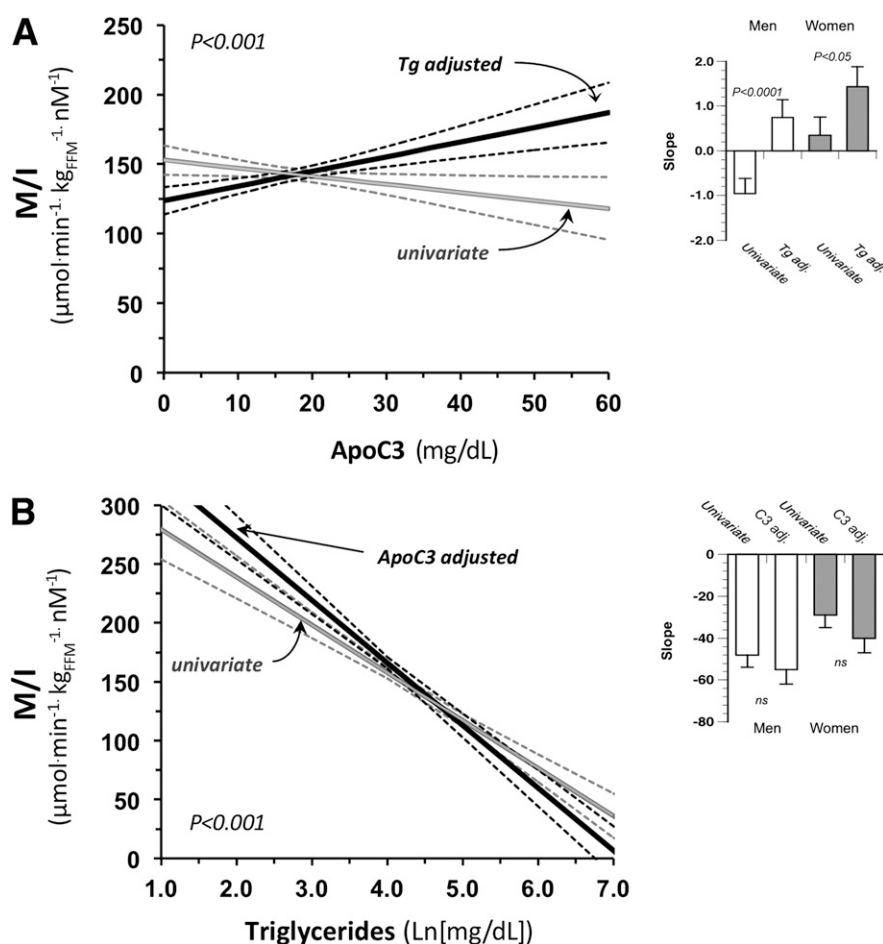 A
P<0.001
Tg adjusted
univariate
M/I
(µmol·min⁻¹· kg_FFM⁻¹· nM⁻¹)
250
200
150
100
50
0
0 10 20 30 40 50 60
ApoC3 (mg/dL)
Men Women
P<0.0001
P<0.05
Slope
2.0
1.0
0.0
-1.0
-2.0
Univariate
Tg adj.
Univariate
Tg adj.
B
ApoC3 adjusted
univariate
P<0.001
M/I
(µmol·min⁻¹· kg_FFM⁻¹· nM⁻¹)
300
250
200
150
100
50
0
1.0 2.0 3.0 4.0 5.0 6.0 7.0
Triglycerides (Ln[mg/dL])
Univariate
C3 adj.
Univariate
C3 adj.
Slope
0
-20
-40
-60
-80
ns
ns
Men Women